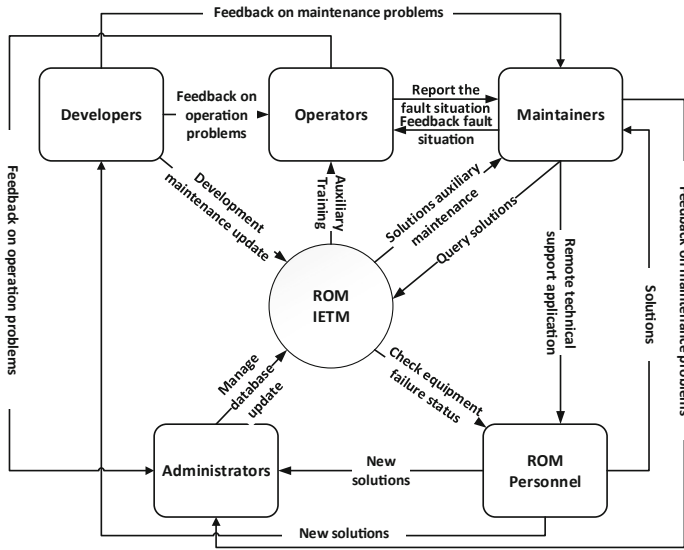 Feedback on maintenance problems
Developers
Feedback on
operation
problems
Operators
Report the
fault situation
Feedback fault
situation
Maintainers
Feedback on operation problems
Development
maintenance update
Auxiliary
Training
Solutions auxiliary
maintenance
Query solutions
Remote technical
support application
Solutions
Feedback on maintenance problems
ROM
IETM
Manage
database
update
Check equipment
failure status
Administrators
New
solutions
ROM
Personnel
New solutions